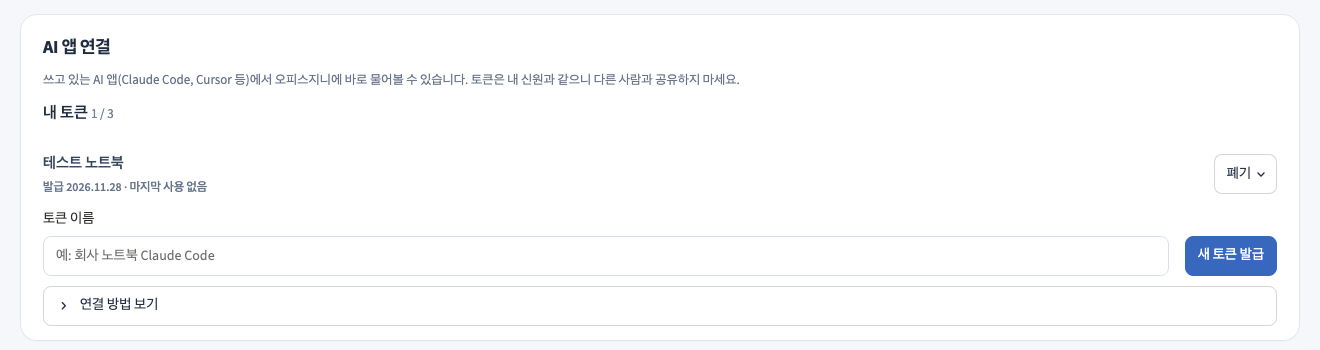 AI 앱 연결
쓰고 있는 AI 앱(Claude Code, Cursor 등)에서 오피스지니에 바로 물어볼 수 있습니다. 토큰은 내 신원과 같으니 다른 사람과 공유하지 마세요.
내 토큰 1 / 3
테스트 노트북
폐기
발급 2026.11.28 · 마지막 사용 없음
토큰 이름
예: 회사 노트북 Claude Code
새 토큰 발급
연결 방법 보기